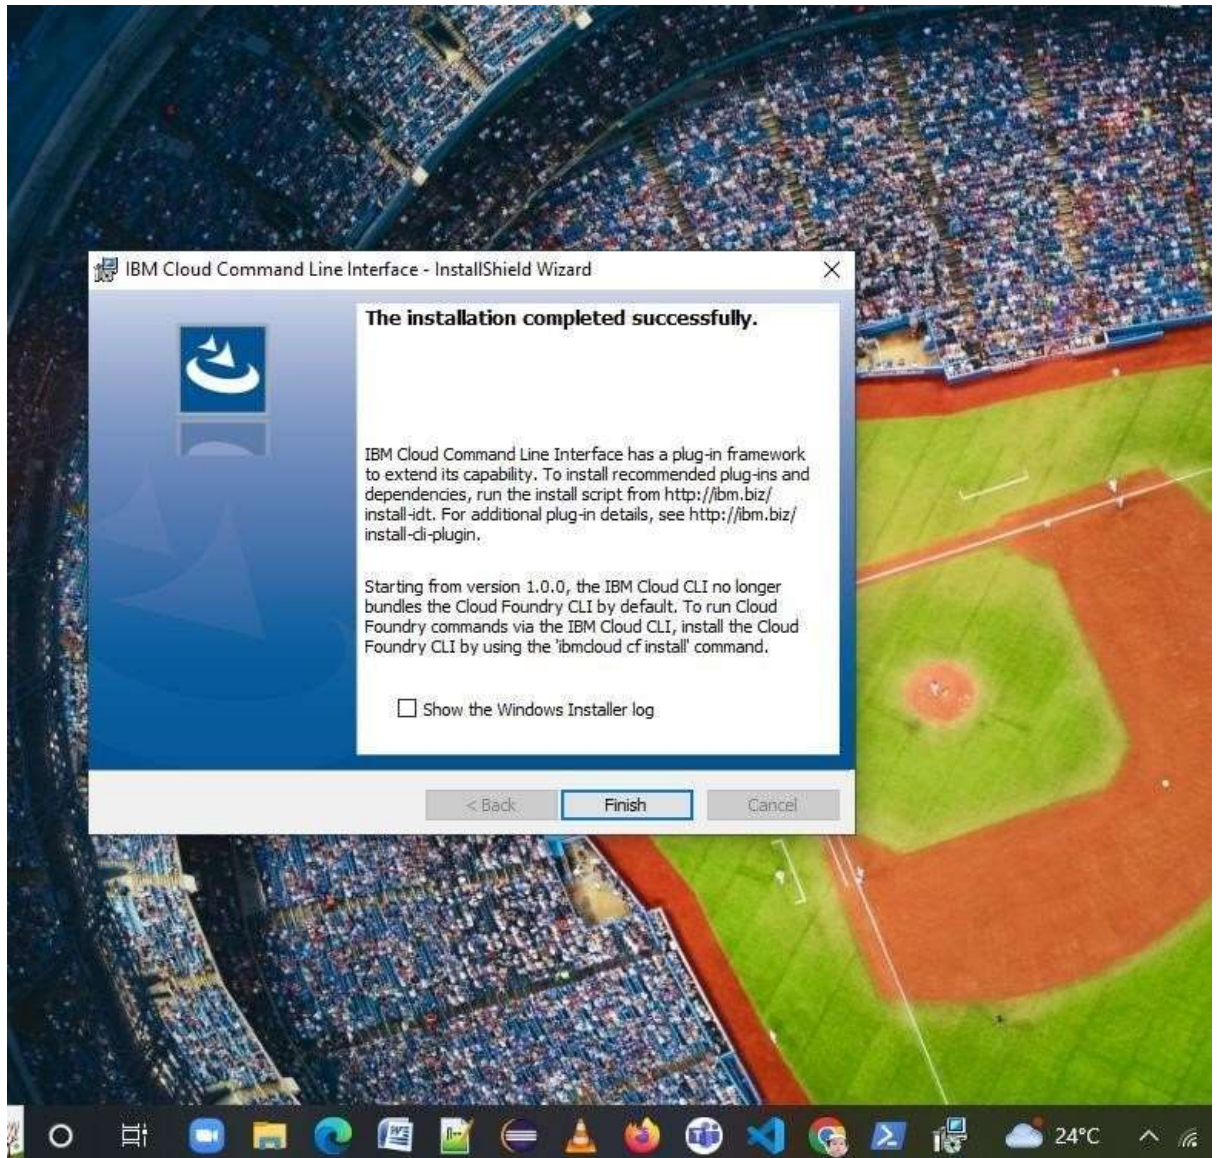 IBM Cloud Command Line Interface - InstallShield Wizard
The installation completed successfully.
IBM Cloud Command Line Interface has a plug-in framework
to extend its capability. To install recommended plug-ins and
dependencies, run the install script from http://ibm.biz/
install-idt. For additional plug-in details, see http://ibm.biz/
install-cli-plugin.
Starting from version 1.0.0, the IBM Cloud CLI no longer
bundles the Cloud Foundry CLI by default. To run Cloud
Foundry commands via the IBM Cloud CLI, install the Cloud
Foundry CLI by using the 'ibmcloud cf install' command.
Show the Windows Installer log
< Back Finish Cancel
24°C